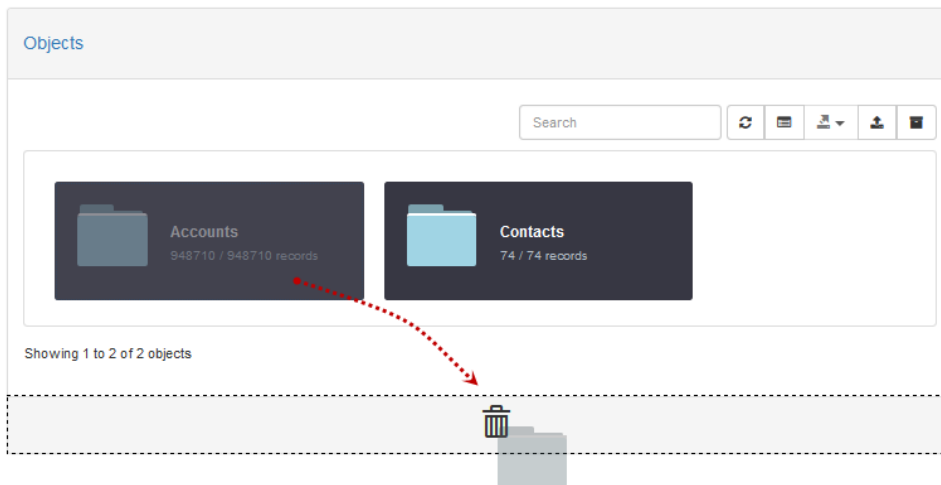 Objects
Search
Accounts
948710 / 948710 records
Contacts
74 / 74 records
Showing 1 to 2 of 2 objects